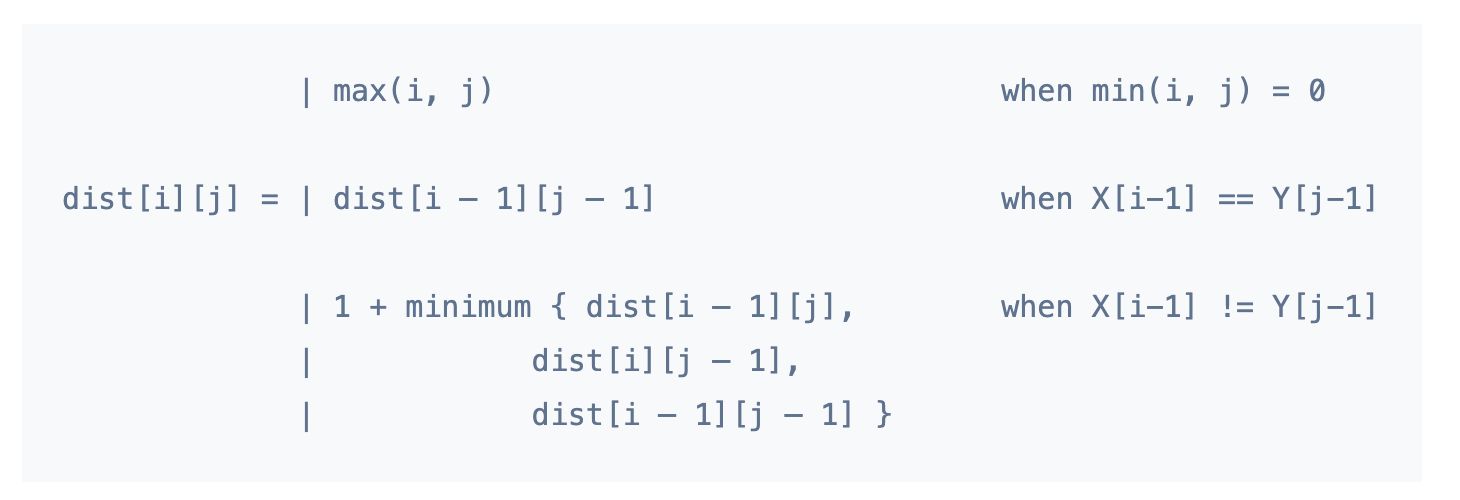 | max(i, j) when min(i, j) = 0
dist[i][j] = | dist[i – 1][j – 1] when X[i-1] == Y[j-1]
| 1 + minimum { dist[i – 1][j], when X[i-1] != Y[j-1]
| dist[i][j – 1],
| dist[i – 1][j – 1] }